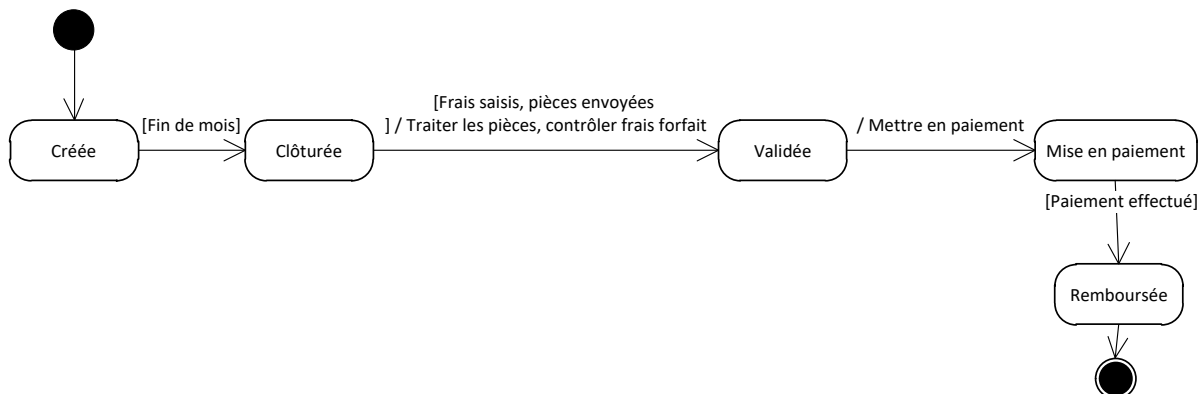 [Frais saisis, pièces envoyées
[Fin de mois]
] / Traiter les pièces, contrôler frais forfait
/ Mettre en paiement
Créée
Clôturée
Validée
Mise en paiement
[Paiement effectué]
Remboursée